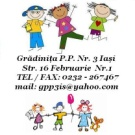 Grădinița P.P. Nr. 3 Iași
Str. 16 Februarie Nr.1
TEL / FAX: 0232 - 267467
mail: gpp3is@yahoo.com